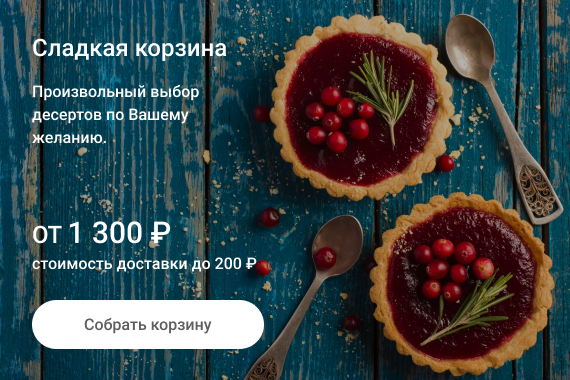 Сладкая корзина
Произвольный выбор
десертов по Вашему
желанию.
от 1 300 ₽
стоимость доставки до 200 ₽
Собрать корзину